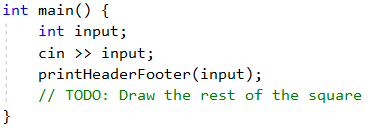 int main() {
    int input;
    cin >> input;
    printHeaderFooter(input);
    // TODO: Draw the rest of the square
}